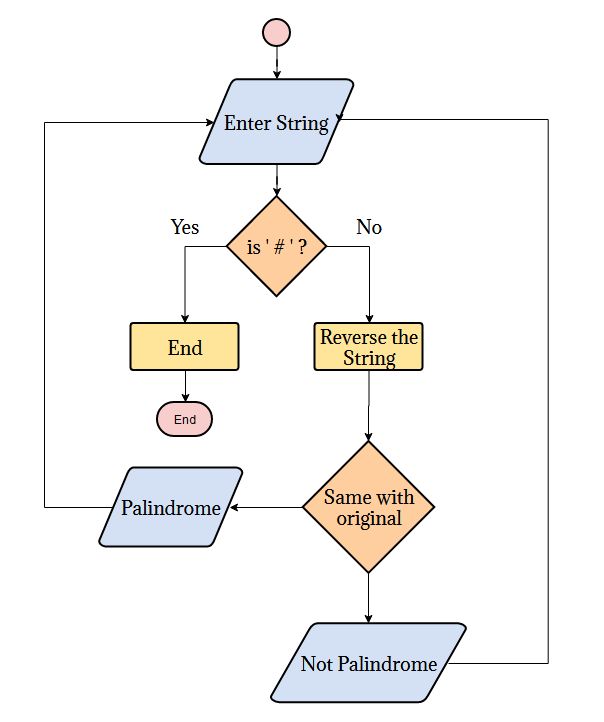 Enter String
Yes
No
is ' # ' ?
End
Reverse the
String
End
Same with
original
Palindrome
Not Palindrome